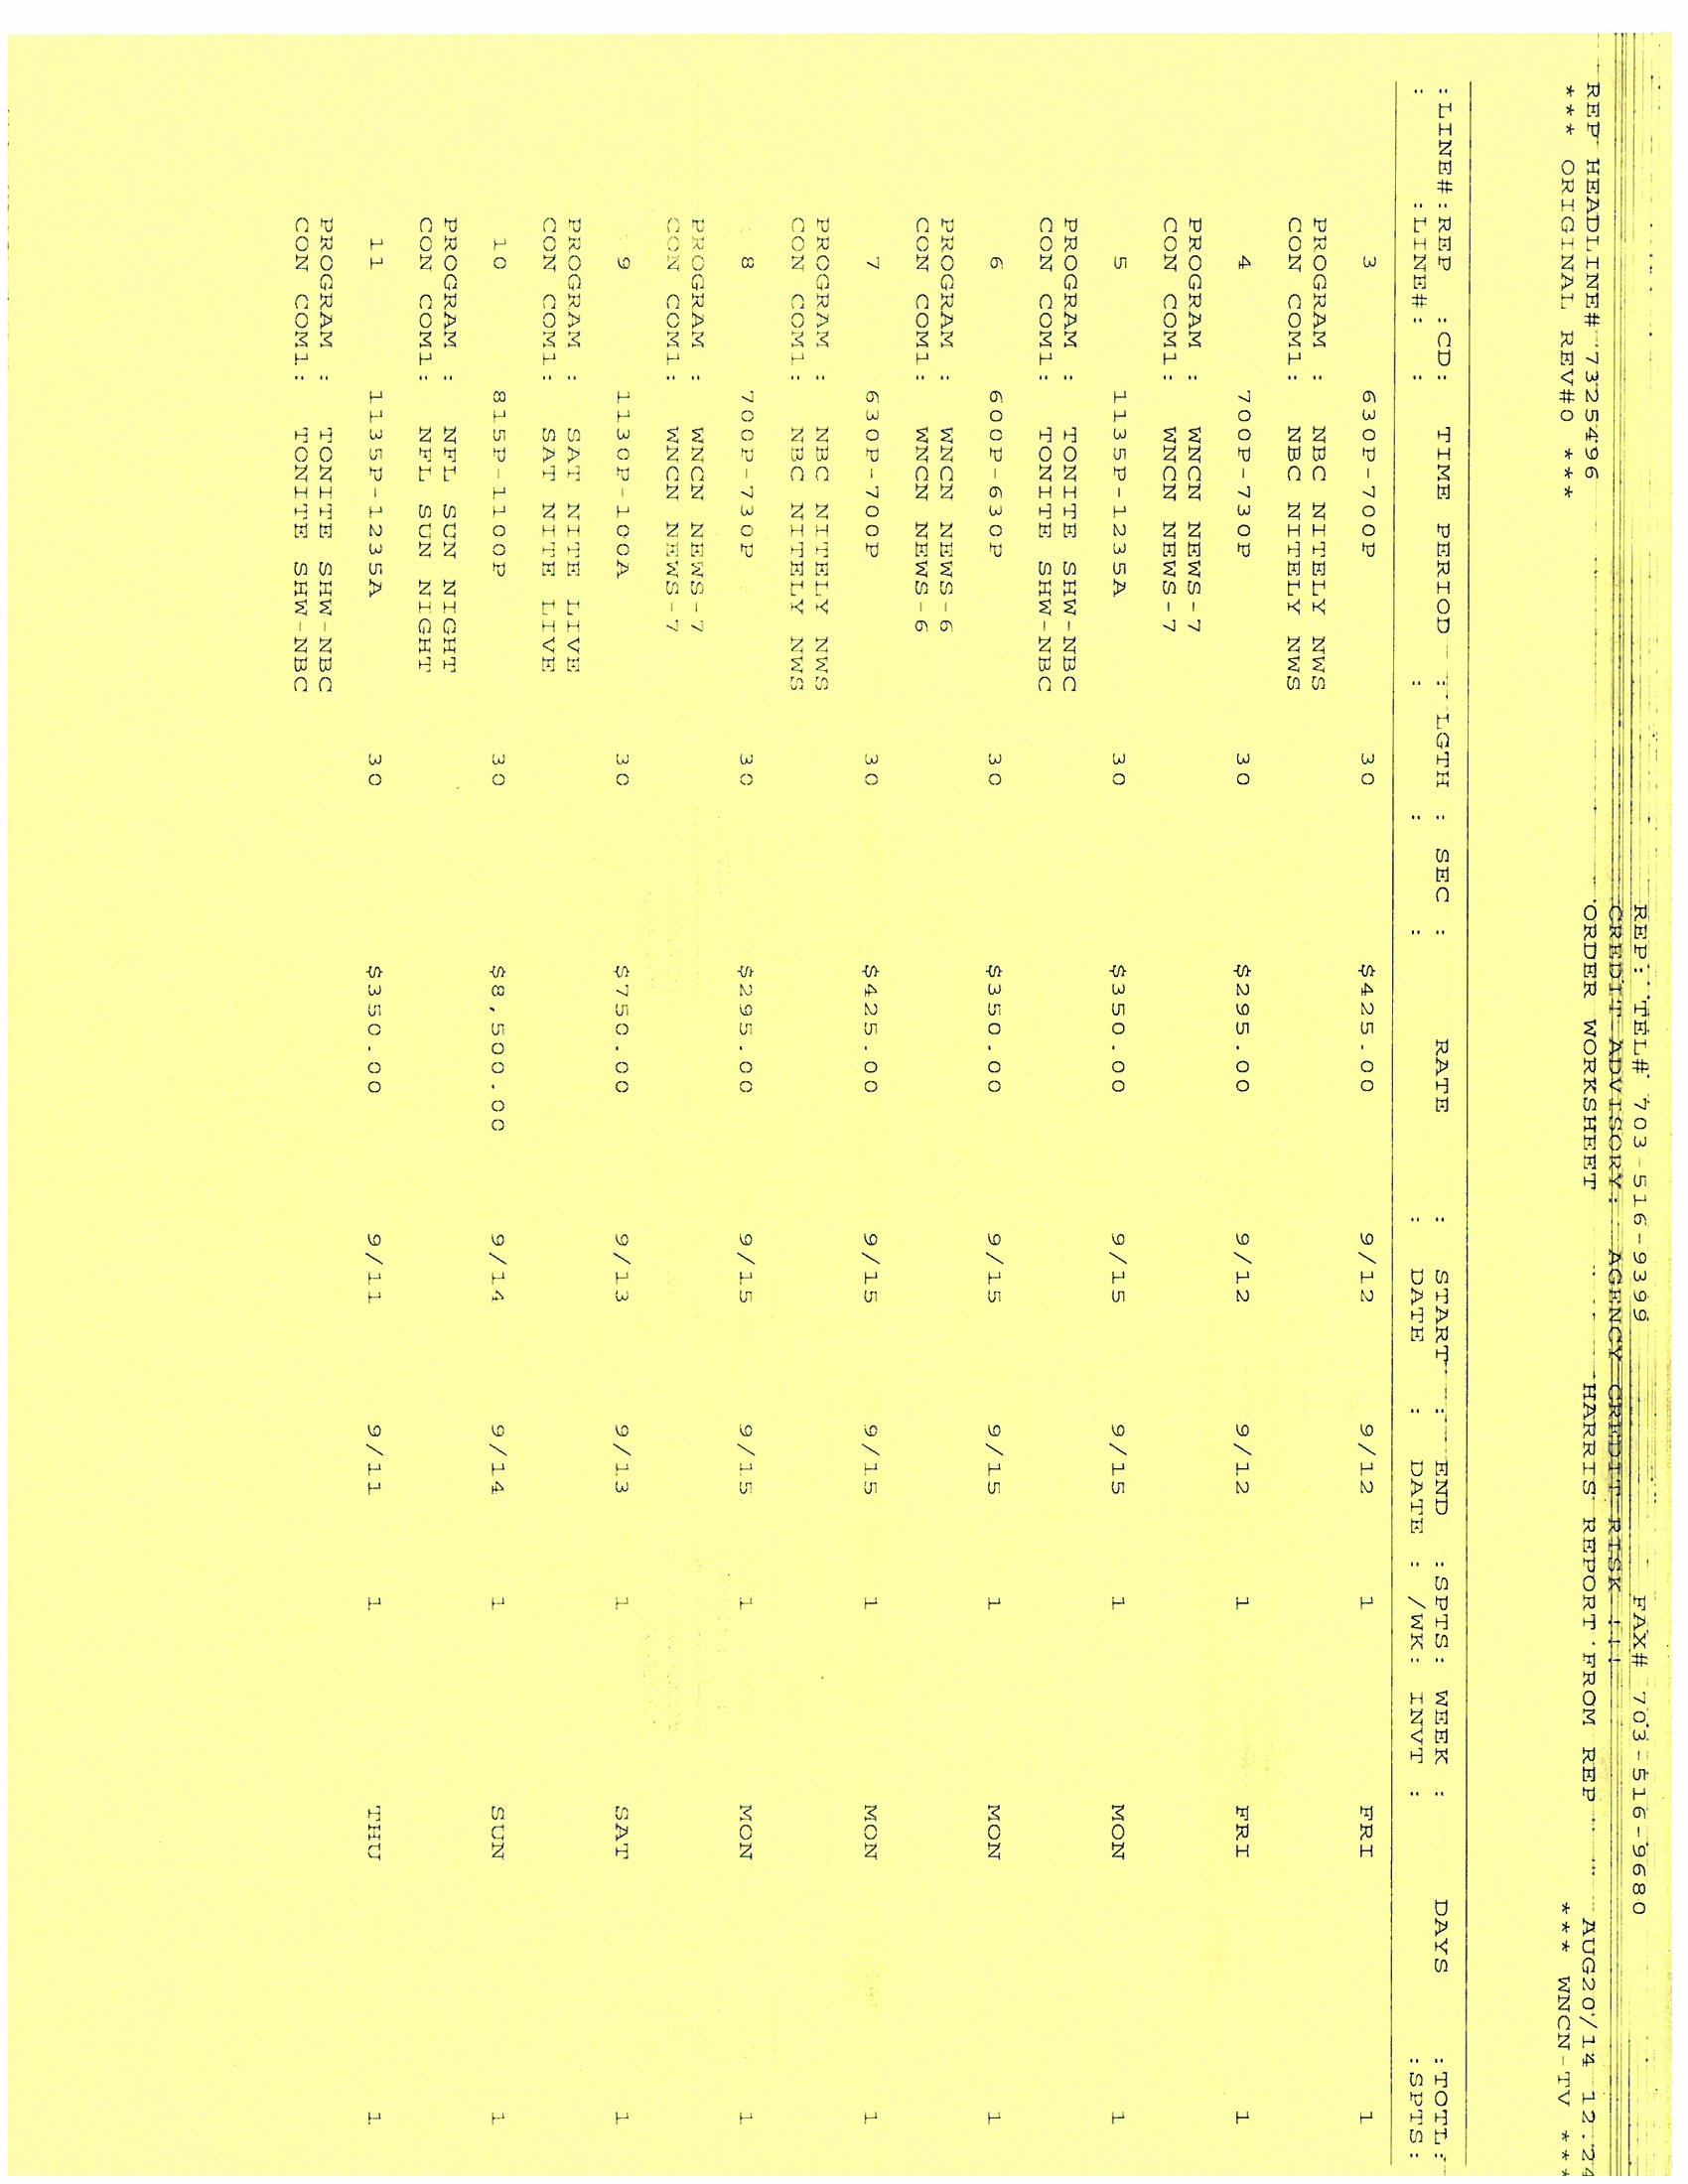 REP: TEL# 703-516-9399 FAX# 703-516-9680
CREDIT ADVISORY: AGENCY CREDIT RISK !!!
REP HEADLINE# 7325496 ORDER WORKSHEET HARRIS REPORT FROM REP AUG20/14 12.24
*** ORIGINAL REV#0 *** *** WNCN-TV ***
:LINE#:REP :CD: TIME PERIOD : LGTH : SEC : RATE : START : END :SPTS: WEEK : DAYS :TOTL:
: :LINE#: : : : : DATE : DATE : /WK: INVT : :SPTS:
3 630P-700P 30 $425.00 9/12 9/12 1 FRI 1
PROGRAM : NBC NITELY NWS
CON COM1: NBC NITELY NWS
4 700P-730P 30 $295.00 9/12 9/12 1 FRI 1
PROGRAM : WNCN NEWS-7
CON COM1: WNCN NEWS-7
5 1135P-1235A 30 $350.00 9/15 9/15 1 MON 1
PROGRAM : TONITE SHW-NBC
CON COM1: TONITE SHW-NBC
6 600P-630P 30 $350.00 9/15 9/15 1 MON 1
PROGRAM : WNCN NEWS-6
CON COM1: WNCN NEWS-6
7 630P-700P 30 $425.00 9/15 9/15 1 MON 1
PROGRAM : NBC NITELY NWS
CON COM1: NBC NITELY NWS
8 700P-730P 30 $295.00 9/15 9/15 1 MON 1
PROGRAM : WNCN NEWS-7
CON COM1: WNCN NEWS-7
9 1130P-100A 30 $750.00 9/13 9/13 1 SAT 1
PROGRAM : SAT NITE LIVE
CON COM1: SAT NITE LIVE
10 815P-1100P 30 $8,500.00 9/14 9/14 1 SUN 1
PROGRAM : NFL SUN NIGHT
CON COM1: NFL SUN NIGHT
11 1135P-1235A 30 $350.00 9/11 9/11 1 THU 1
PROGRAM : TONITE SHW-NBC
CON COM1: TONITE SHW-NBC